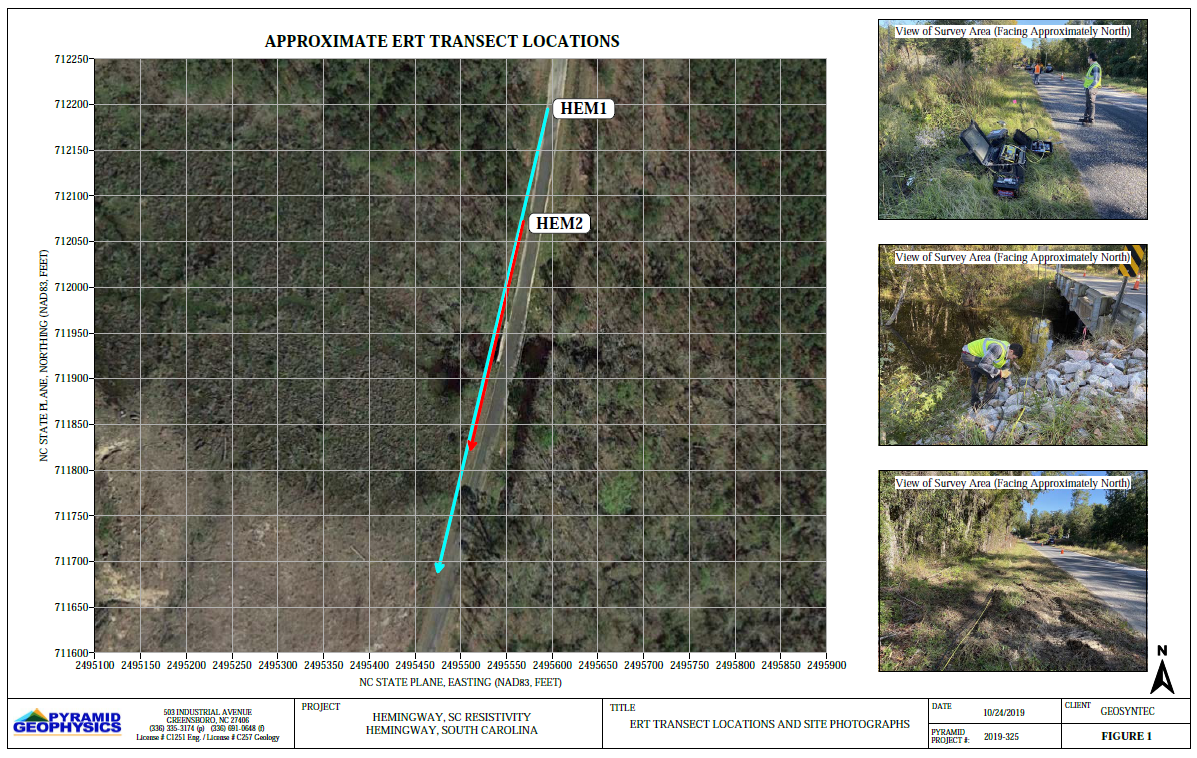 APPROXIMATE ERT TRANSECT LOCATIONS
712250
712200
712150
712100
712050
712000
711950
711900
711850
711800
711750
711700
711650
711600
NC STATE PLANE, NORTHING (NAD83, FEET)
HEM1
HEM2
2495100 2495150 2495200 2495250 2495300 2495350 2495400 2495450 2495500 2495550 2495600 2495650 2495700 2495750 2495800 2495850 2495900
NC STATE PLANE, EASTING (NAD83, FEET)
View of Survey Area (Facing Approximately North)
View of Survey Area (Facing Approximately North)
View of Survey Area (Facing Approximately North)
N
PYRAMID
GEOPHYSICS
503 INDUSTRIAL AVENUE
GREENSBORO, NC 27406
(336) 335-3174 (p) (336) 691-0648 (f)
License # C1251 Eng. / License # C257 Geology
PROJECT
HEMINGWAY, SC RESISTIVITY
HEMINGWAY, SOUTH CAROLINA
TITLE
ERT TRANSECT LOCATIONS AND SITE PHOTOGRAPHS
DATE
10/24/2019
PYRAMID
PROJECT #:
2019-325
CLIENT
GEOSYNTEC
FIGURE 1